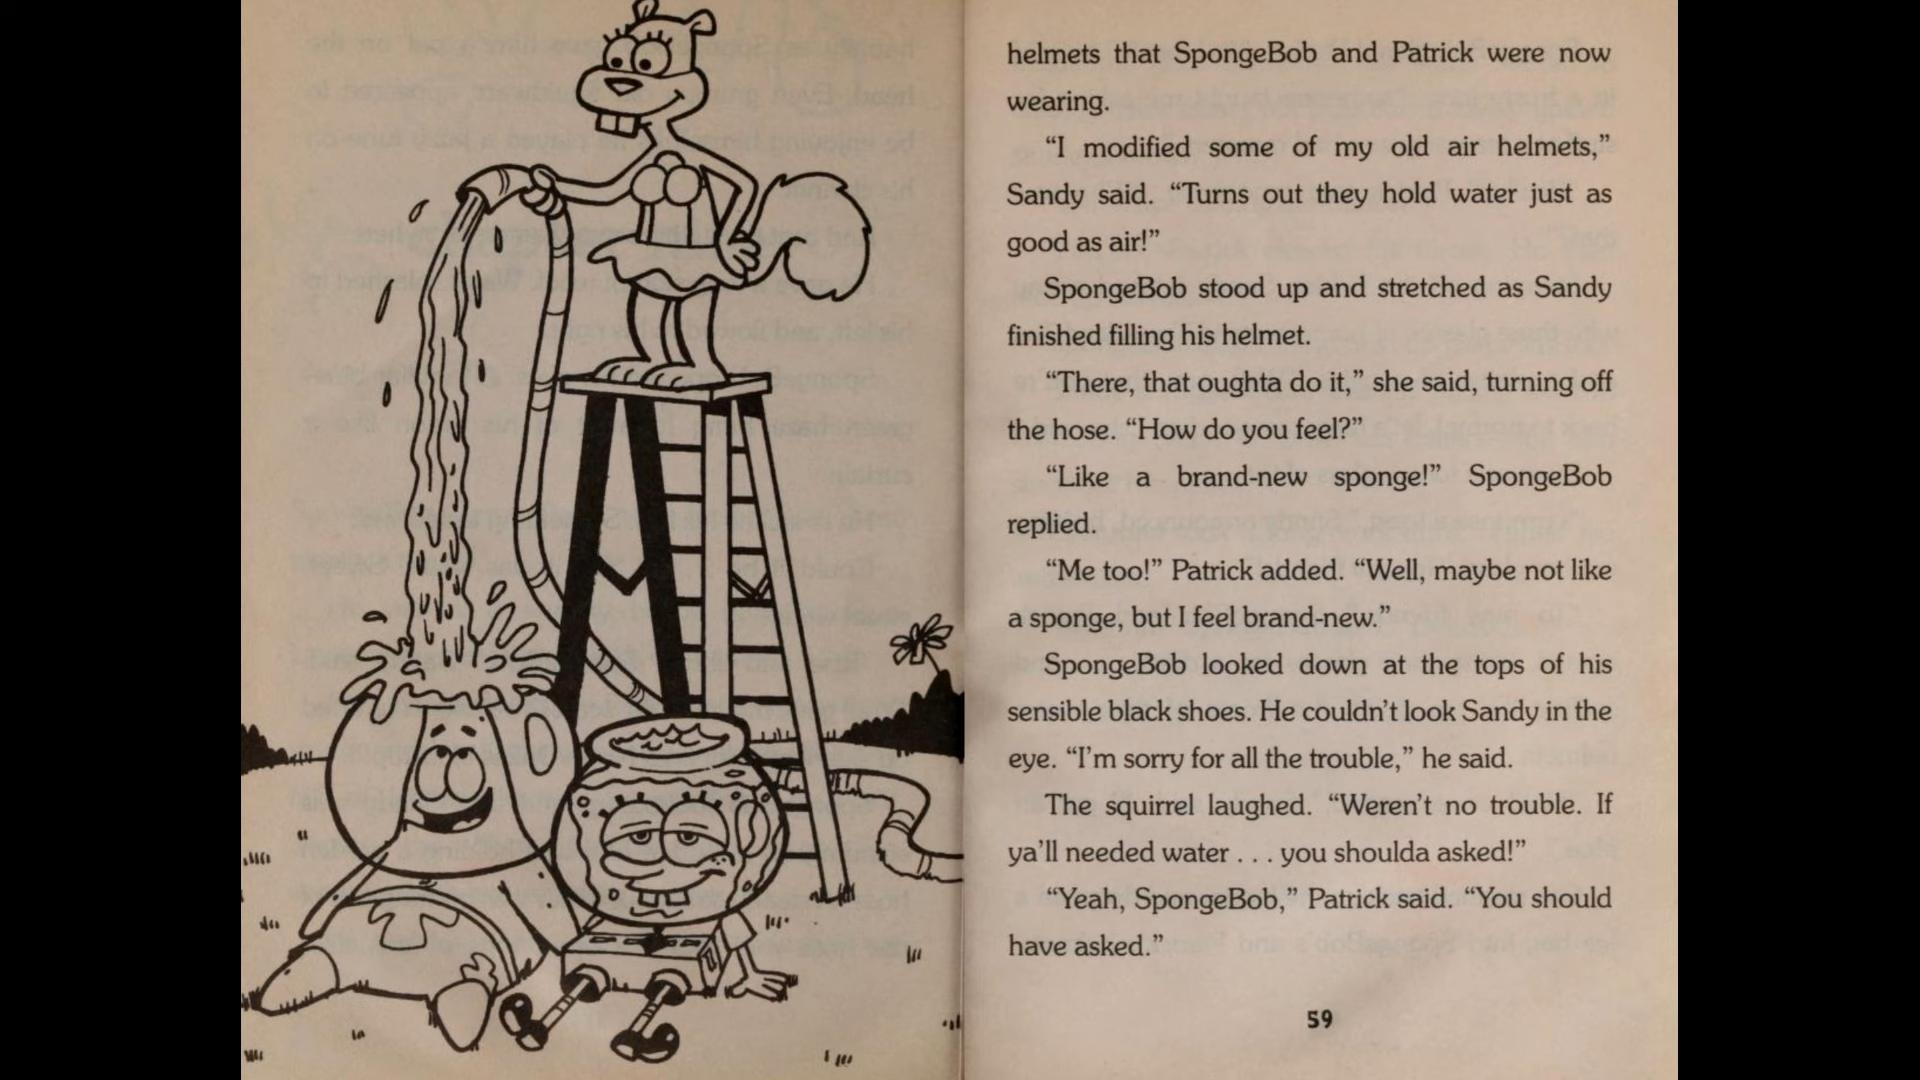 helmets that SpongeBob and Patrick were now
wearing.
“I modified some of my old air helmets,”
Sandy said. “Turns out they hold water just as
good as air!”
SpongeBob stood up and stretched as Sandy
finished filling his helmet.
“There, that oughta do it,” she said, turning off
the hose. “How do you feel?”
“Like a brand-new sponge!” SpongeBob
replied.
“Me too!” Patrick added. “Well, maybe not like
a sponge, but I feel brand-new.”
SpongeBob looked down at the tops of his
sensible black shoes. He couldn’t look Sandy in the
eye. “I’m sorry for all the trouble,” he said.
The squirrel laughed. “Weren’t no trouble. If
ya’ll needed water . . . you shoulda asked!”
“Yeah, SpongeBob,” Patrick said. “You should
have asked.”
59